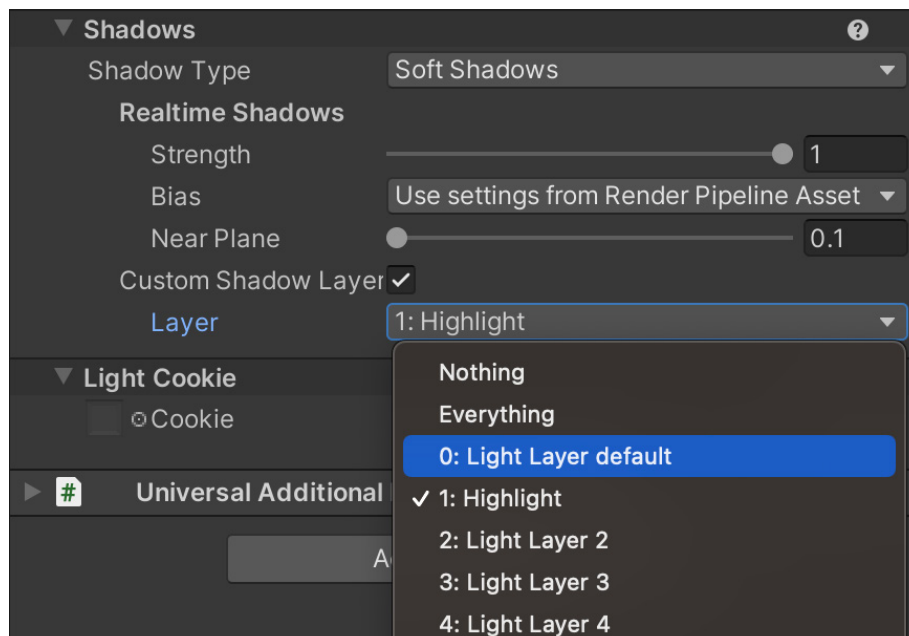 Shadows
Shadow Type Soft Shadows
Realtime Shadows
Strength 1
Bias Use settings from Render Pipeline Asset
Near Plane 0.1
Custom Shadow Layer
Layer 1: Highlight
Nothing
Light Cookie
Everything
Cookie
0: Light Layer default
# Universal Additional
1: Highlight
2: Light Layer 2
A
3: Light Layer 3
4: Light Layer 4